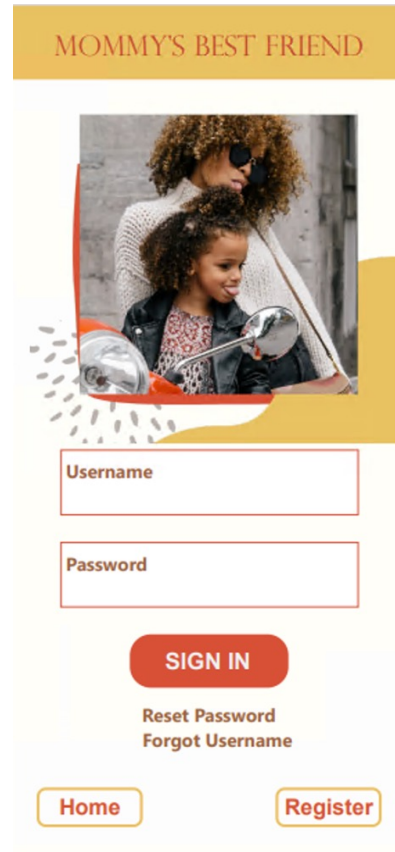 MOMMY'S BEST FRIEND
Username
Password
SIGN IN
Reset Password
Forgot Username
Home
Register